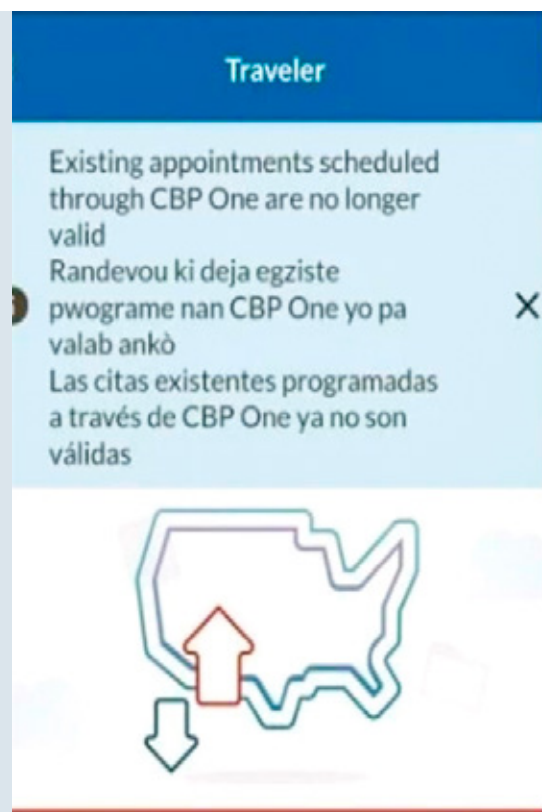 Traveler
Existing appointments scheduled
through CBP One are no longer
valid
Randevou ki deja egziste
pwograme nan CBP One yo pa
valab ankò
Las citas existentes programadas
a través de CBP One ya no son
válidas